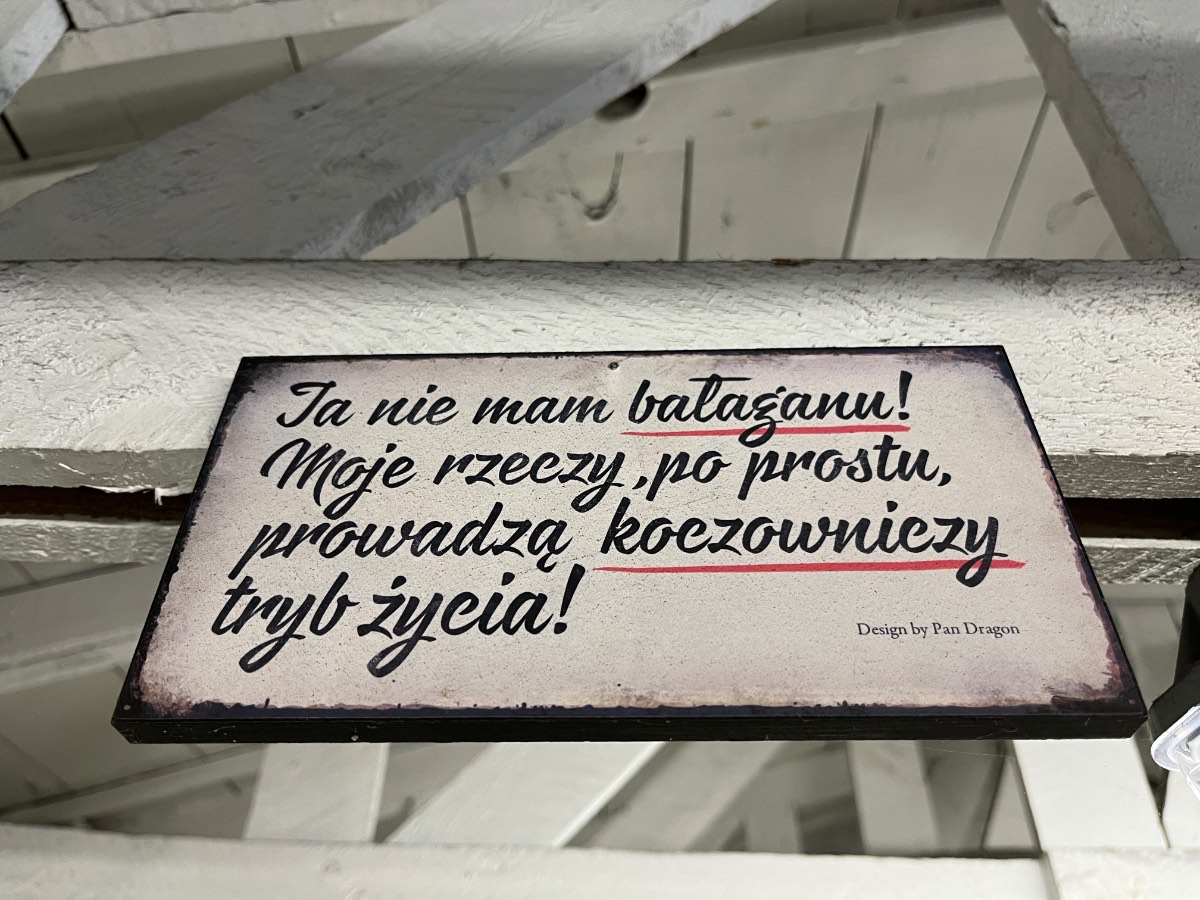 Ja nie mam bałaganu!
Moje rzeczy, po prostu,
prowadzą koczowniczy
tryb życia!
Design by Pan Dragon